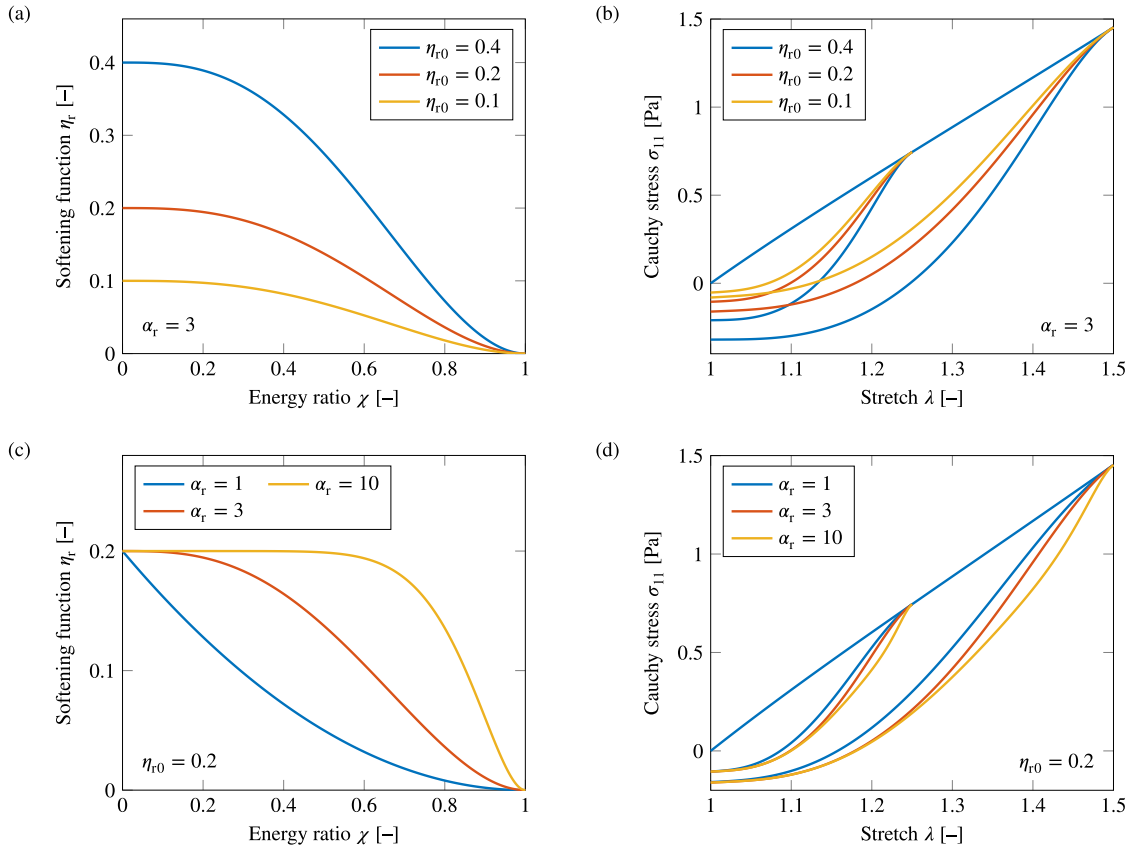 (a)
Softening function ηr [–]
0.4
0.3
0.2
0.1
0
ηr0 = 0.4
ηr0 = 0.2
ηr0 = 0.1
αr = 3
0
0.2
0.4
0.6
0.8
1
Energy ratio χ [–]
(b)
Cauchy stress σ11 [Pa]
1.5
1
0.5
0
ηr0 = 0.4
ηr0 = 0.2
ηr0 = 0.1
αr = 3
1
1.1
1.2
1.3
1.4
1.5
Stretch λ [–]
(c)
Softening function ηr [–]
0.2
0.1
0
αr = 1
αr = 10
αr = 3
ηr0 = 0.2
0
0.2
0.4
0.6
0.8
1
Energy ratio χ [–]
(d)
Cauchy stress σ11 [Pa]
1.5
1
0.5
0
αr = 1
αr = 3
αr = 10
ηr0 = 0.2
1
1.1
1.2
1.3
1.4
1.5
Stretch λ [–]